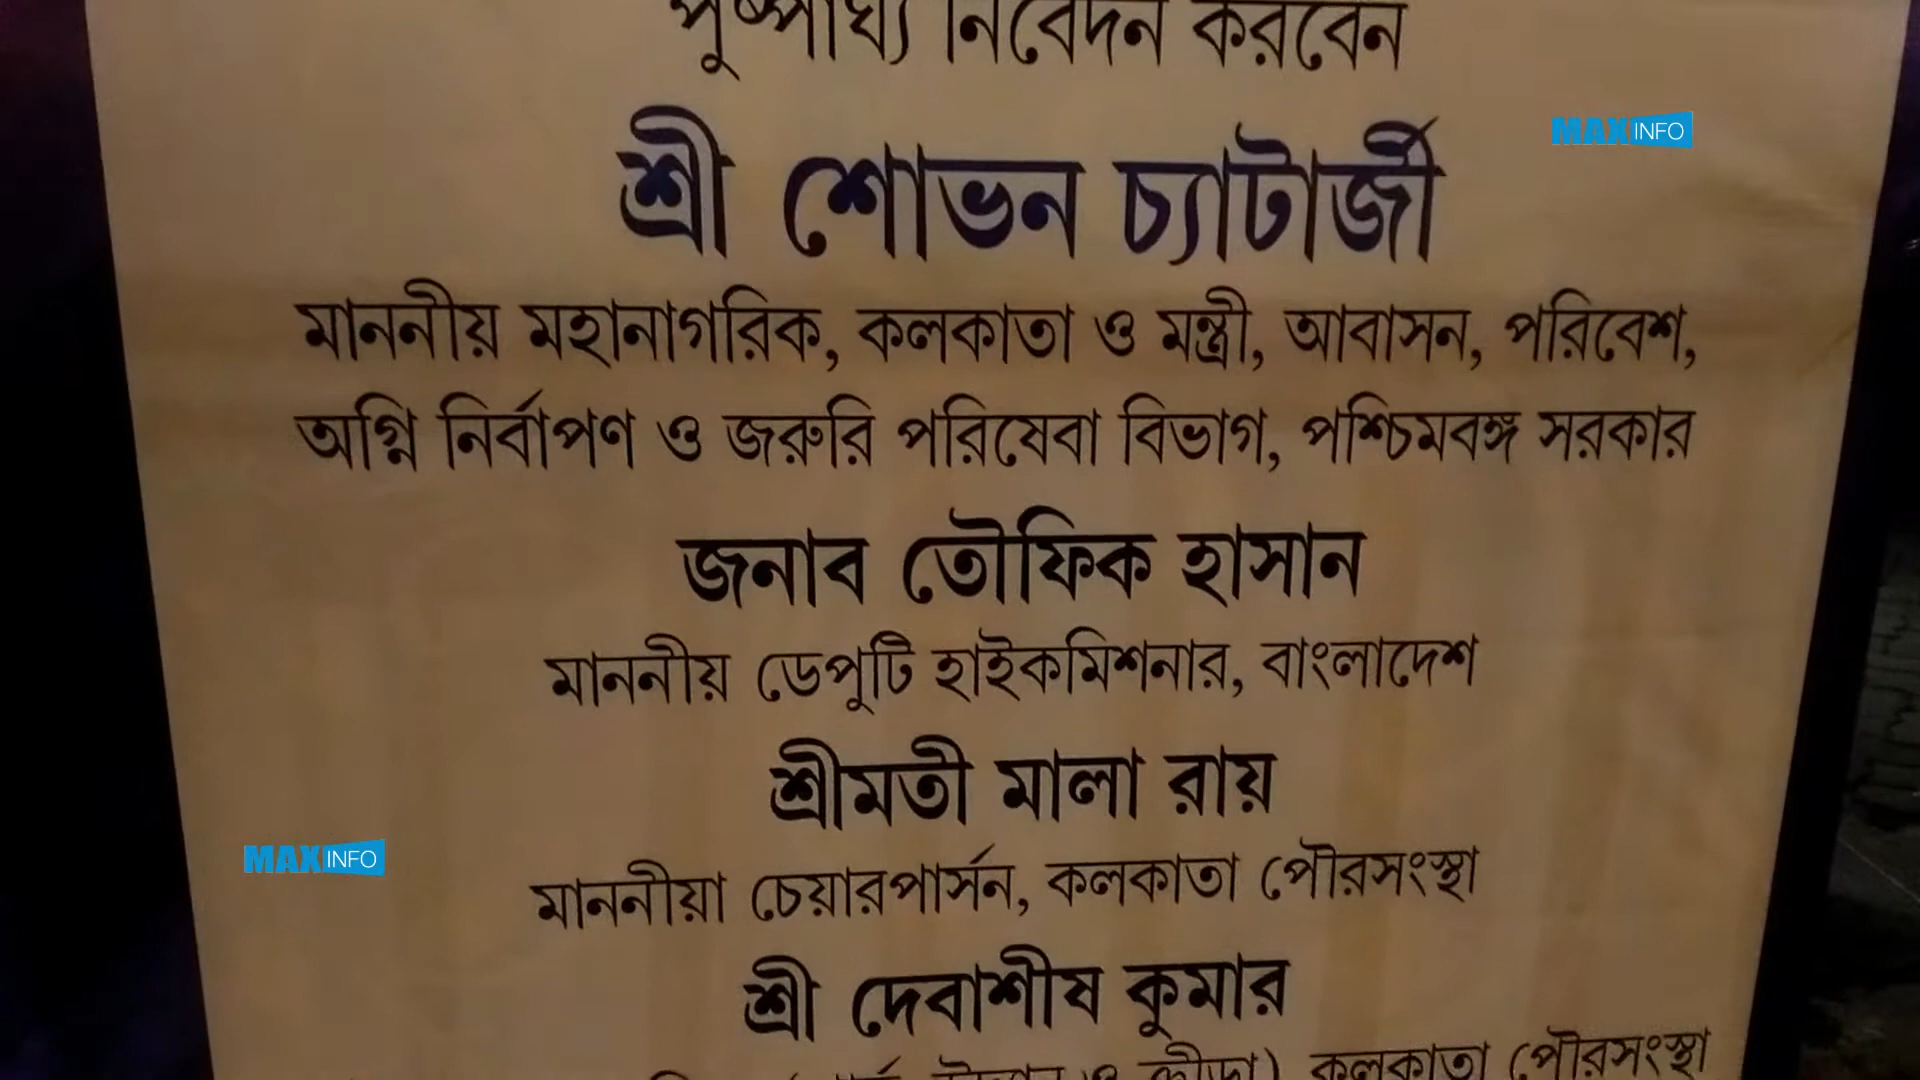 পুষ্পার্ঘ্য নিবেদন করবেন
শ্রী শোভন চ্যাটার্জী
MAX INFO
মাননীয় মহানাগরিক, কলকাতা ও মন্ত্রী, আবাসন, পরিবেশ,
অগ্নি নির্বাপণ ও জরুরি পরিষেবা বিভাগ, পশ্চিমবঙ্গ সরকার
জনাব তৌফিক হাসান
মাননীয় ডেপুটি হাইকমিশনার, বাংলাদেশ
শ্রীমতী মালা রায়
MAX INFO
মাননীয়া চেয়ারপার্সন, কলকাতা পৌরসংস্থা
শ্রী দেবাশীষ কুমার
ও ক্রীড়া) কলকাতা পৌরসংস্থা